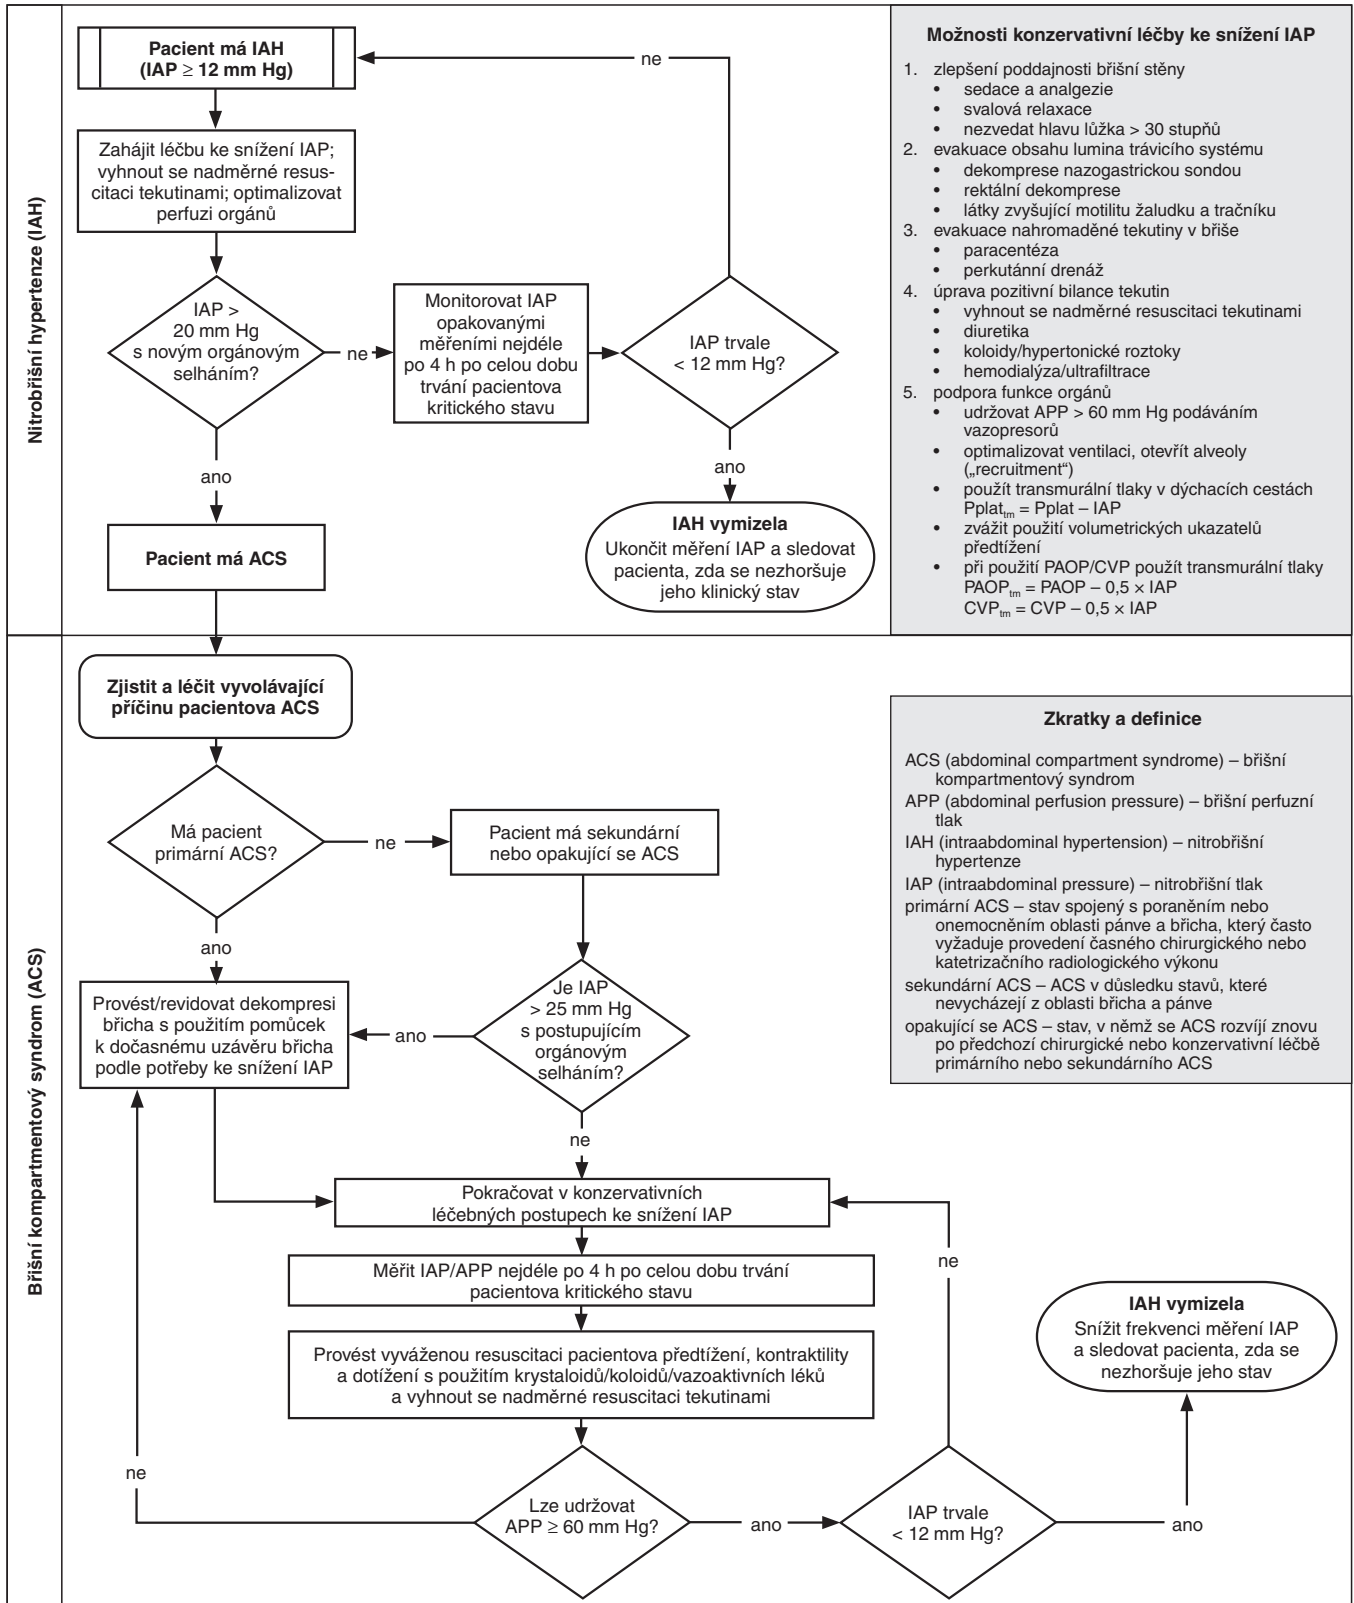 Nitrobřišní hypertenze (IAH)
Pacient má IAH
(IAP ≥ 12 mm Hg)
ne
Zahájit léčbu ke snížení IAP;
vyhnout se nadměrné resus-
citaci tekutinami; optimalizovat
perfuzi orgánů
IAP >
20 mm Hg
s novým orgánovým
selháním?
ne
Monitorovat IAP
opakovanými
měřeními nejdéle
po 4 h po celou dobu
trvání pacientova
kritického stavu
IAP trvale
< 12 mm Hg?
ano
ano
Pacient má ACS
IAH vymizela
Ukončit měření IAP a sledovat
pacienta, zda se nezhoršuje
jeho klinický stav
Možnosti konzervativní léčby ke snížení IAP
1. zlepšení poddajnosti břišní stěny
• sedace a analgezie
• svalová relaxace
• nezvedat hlavu lůžka > 30 stupňů
2. evakuace obsahu lumina trávicího systému
• dekomprese nazogastrickou sondou
• rektální dekomprese
• látky zvyšující motilitu žaludku a tračníku
3. evakuace nahromaděné tekutiny v břiše
• paracentéza
• perkutánní drenáž
4. úprava pozitivní bilance tekutin
• vyhnout se nadměrné resuscitaci tekutinami
• diuretika
• koloidy/hypertonické roztoky
• hemodialýza/ultrafiltrace
5. podpora funkce orgánů
• udržovat APP > 60 mm Hg podáváním
vazopresorů
• optimalizovat ventilaci, otevřít alveoly
(„recruitment“)
• použít transmurální tlaky v dýchacích cestách
Pplattm = Pplat – IAP
• zvážit použití volumetrických ukazatelů
předtížení
• při použití PAOP/CVP použít transmurální tlaky
PAOPtm = PAOP – 0,5 × IAP
CVPtm = CVP – 0,5 × IAP
Břišní kompartmentový syndrom (ACS)
Zjistit a léčit vyvolávající
příčinu pacientova ACS
Má pacient
primární ACS?
ne
Pacient má sekundární
nebo opakující se ACS
ano
Provést/revidovat dekompresi
břicha s použitím pomůcek
k dočasnému uzávěru břicha
podle potřeby ke snížení IAP
ano
Je IAP
> 25 mm Hg
s postupujícím
orgánovým
selháním?
ne
Pokračovat v konzervativních
léčebných postupech ke snížení IAP
Měřit IAP/APP nejdéle po 4 h po celou dobu trvání
pacientova kritického stavu
Provést vyváženou resuscitaci pacientova předtížení, kontraktility
a dotížení s použitím krystaloidů/koloidů/vazoaktivních léků
a vyhnout se nadměrné resuscitaci tekutinami
ne
Lze udržovat
APP ≥ 60 mm Hg?
ano
IAP trvale
< 12 mm Hg?
ne
ano
IAH vymizela
Snížit frekvenci měření IAP
a sledovat pacienta, zda se
nezhoršuje jeho stav
Zkratky a definice
ACS (abdominal compartment syndrome) – břišní
kompartmentový syndrom
APP (abdominal perfusion pressure) – břišní perfuzní
tlak
IAH (intraabdominal hypertension) – nitrobřišní
hypertenze
IAP (intraabdominal pressure) – nitrobřišní tlak
primární ACS – stav spojený s poraněním nebo
onemocněním oblasti pánve a břicha, který často
vyžaduje provedení časného chirurgického nebo
katetrizačního radiologického výkonu
sekundární ACS – ACS v důsledku stavů, které
nevycházejí z oblasti břicha a pánve
opakující se ACS – stav, v němž se ACS rozvíjí znovu
po předchozí chirurgické nebo konzervativní léčbě
primárního nebo sekundárního ACS